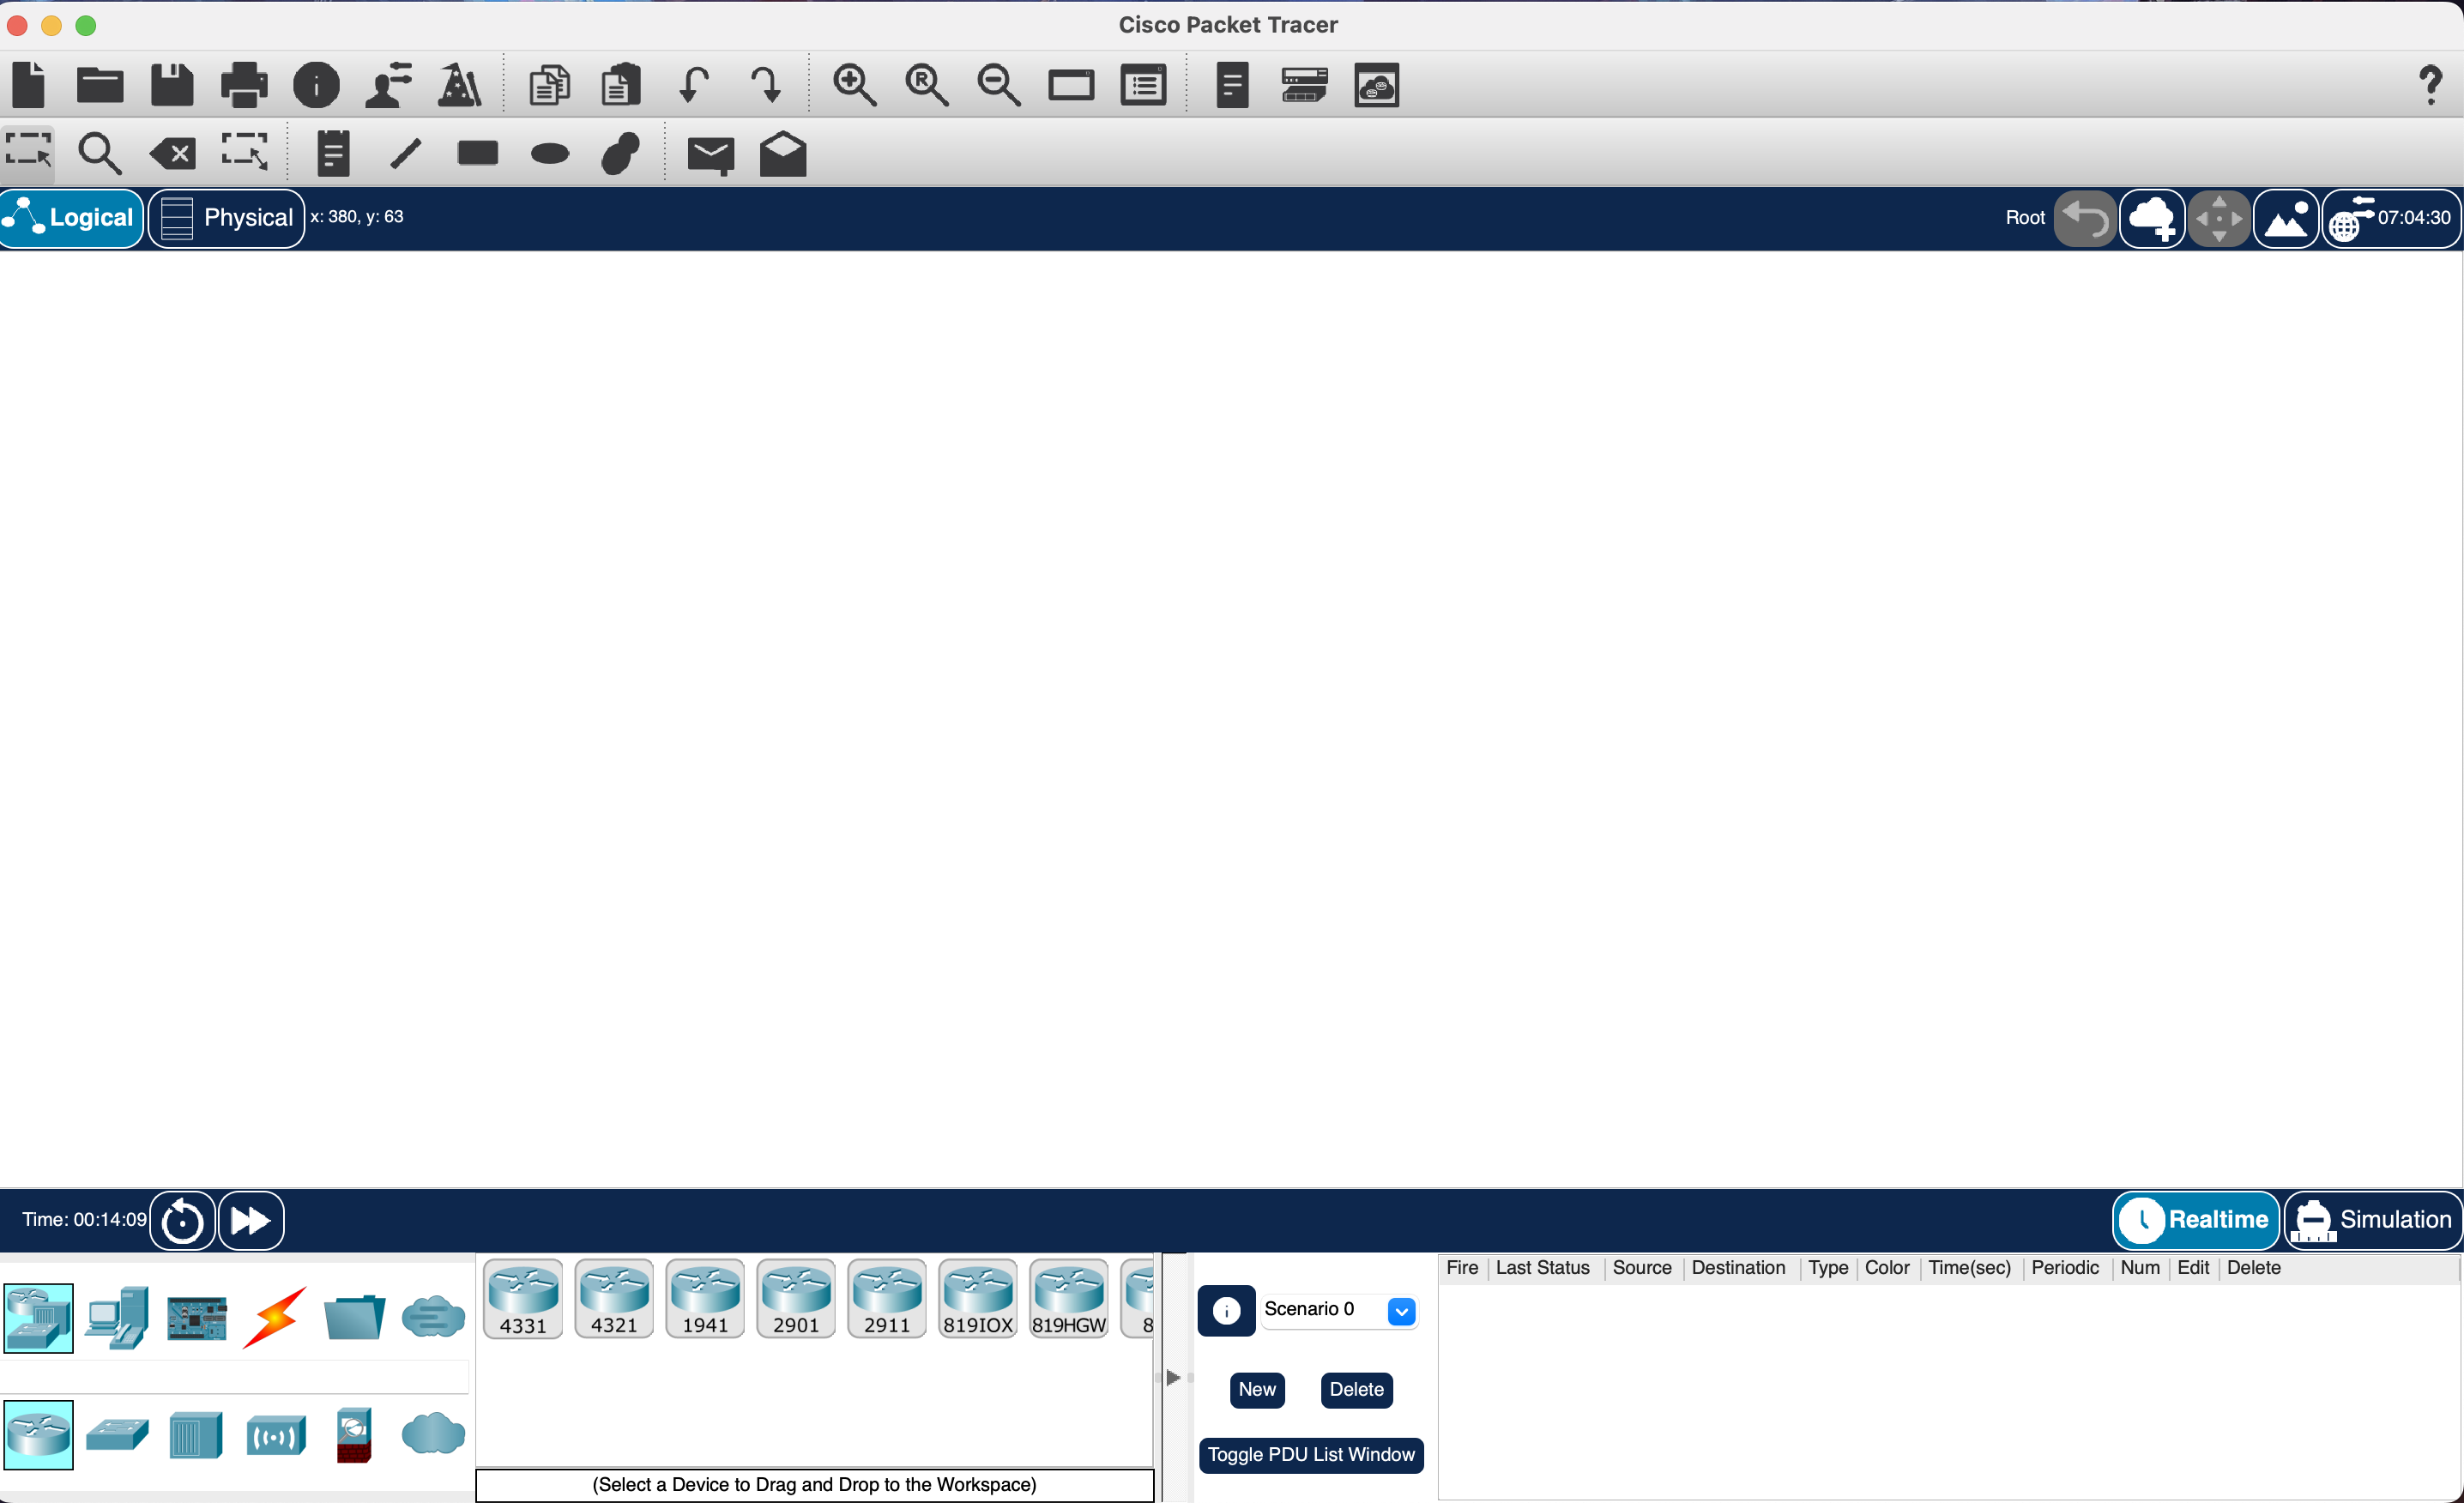 Cisco Packet Tracer
Logical
Physical
x: 380, y: 63
Root
07:04:30
Time: 00:14:09
Realtime
Simulation
4331
4321
1941
2901
2911
819IOX
819HGW
8
Scenario 0
New
Delete
Toggle PDU List Window
Fire
Last Status
Source
Destination
Type
Color
Time(sec)
Periodic
Num
Edit
Delete
(Select a Device to Drag and Drop to the Workspace)